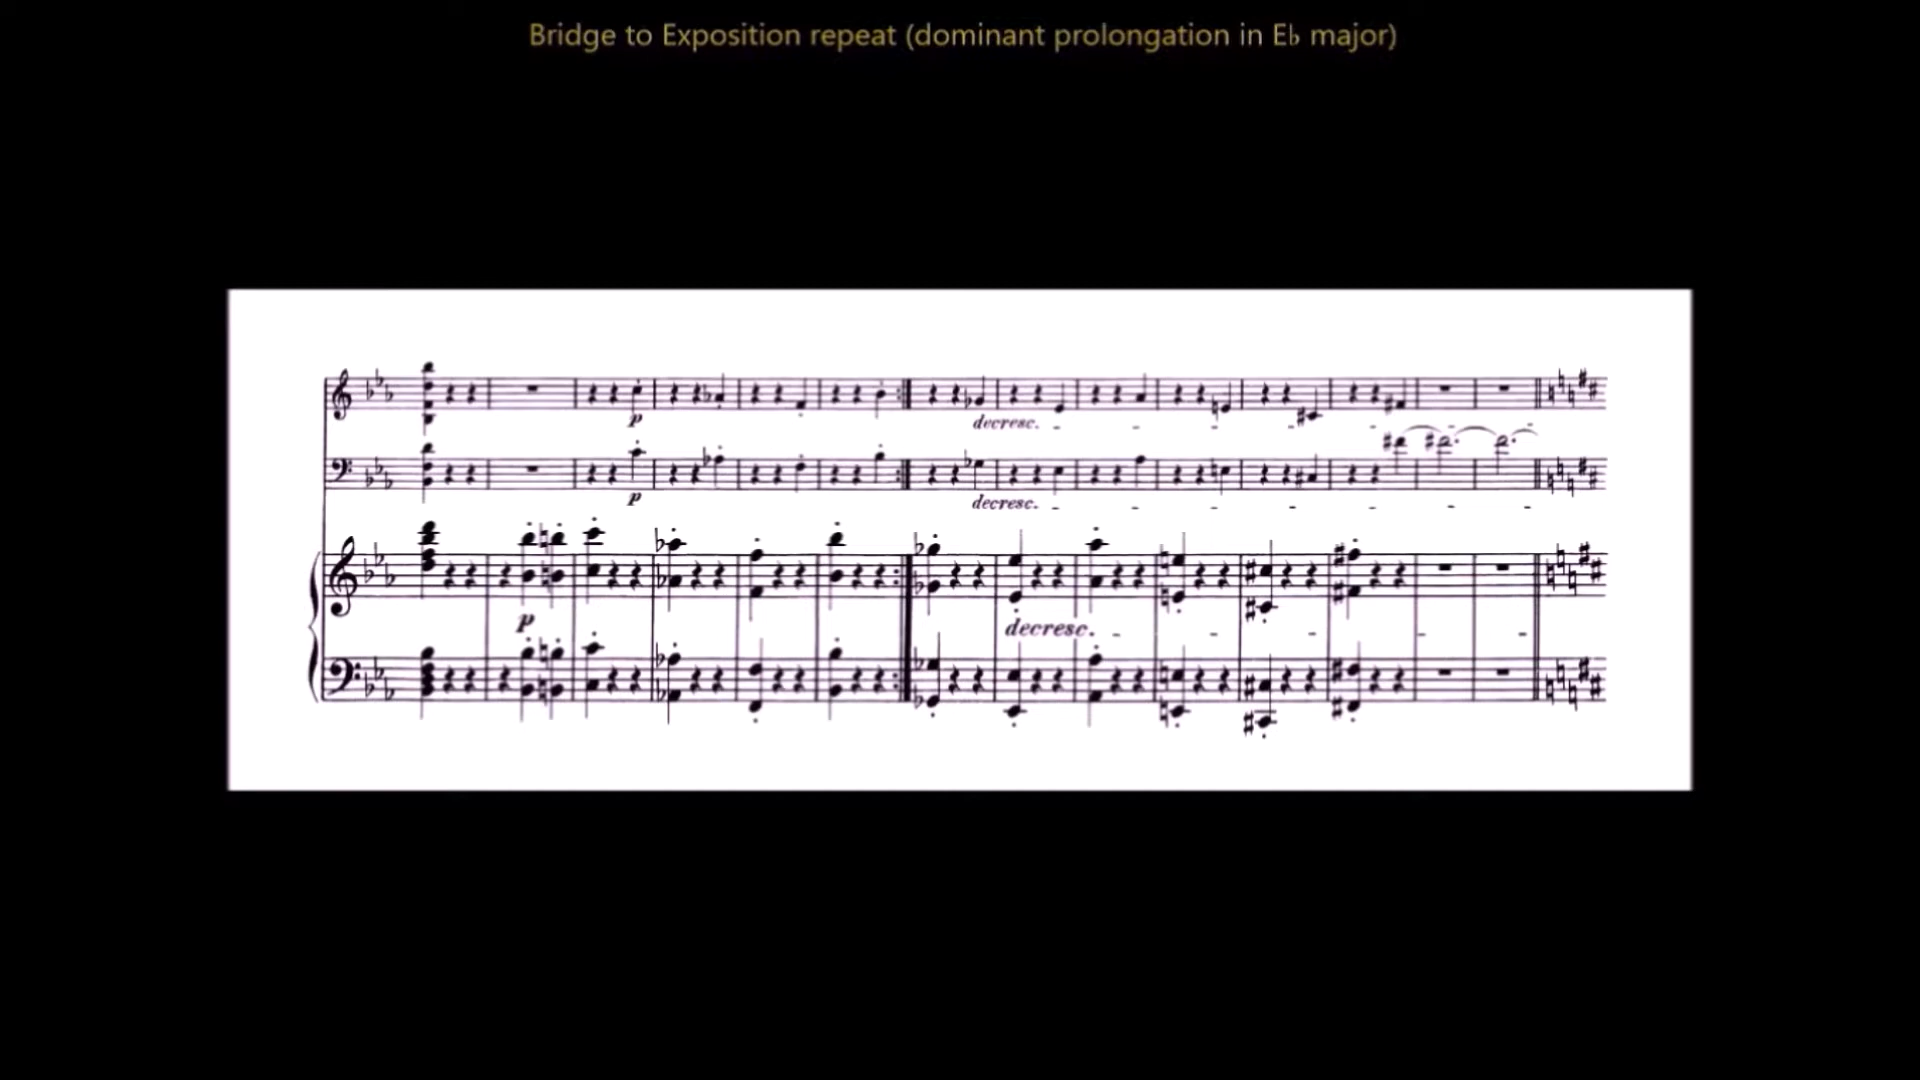 Bridge to Exposition repeat (dominant prolongation in E♭ major)
p
decresc.
p
decresc.
p
decresc.